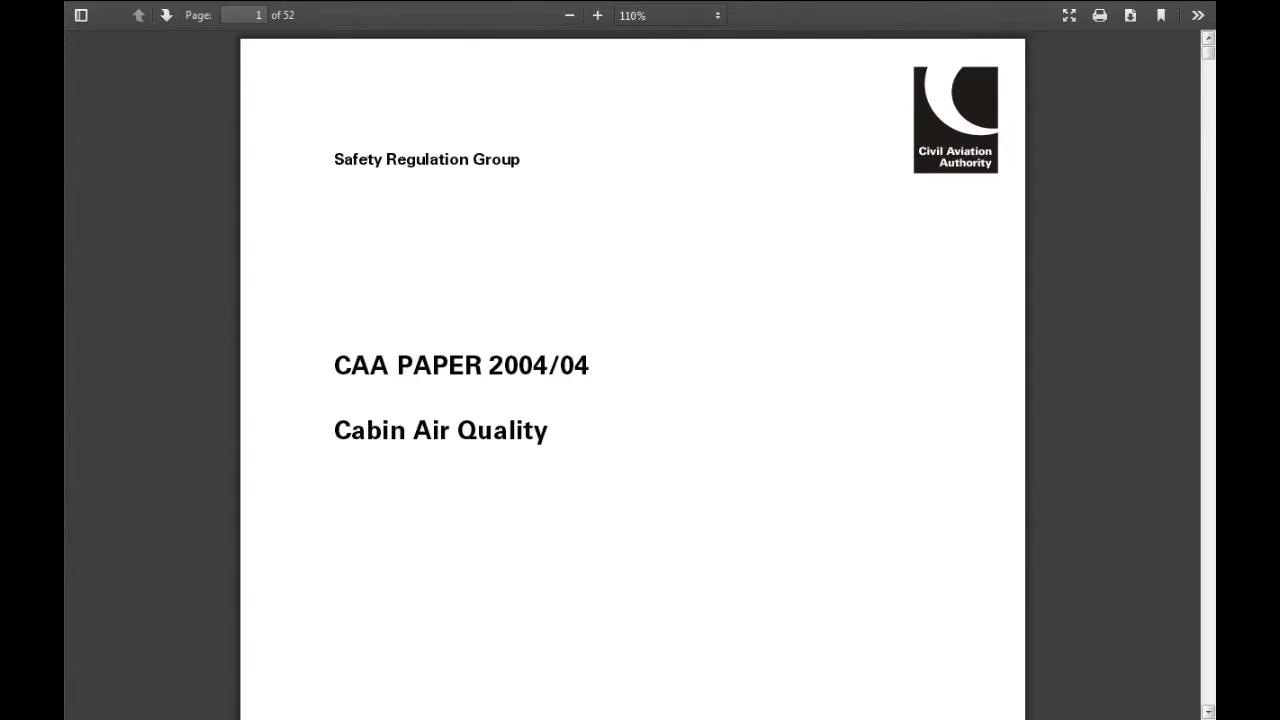 Page: 1 of 52
110%
Civil Aviation
Authority
Safety Regulation Group
CAA PAPER 2004/04
Cabin Air Quality